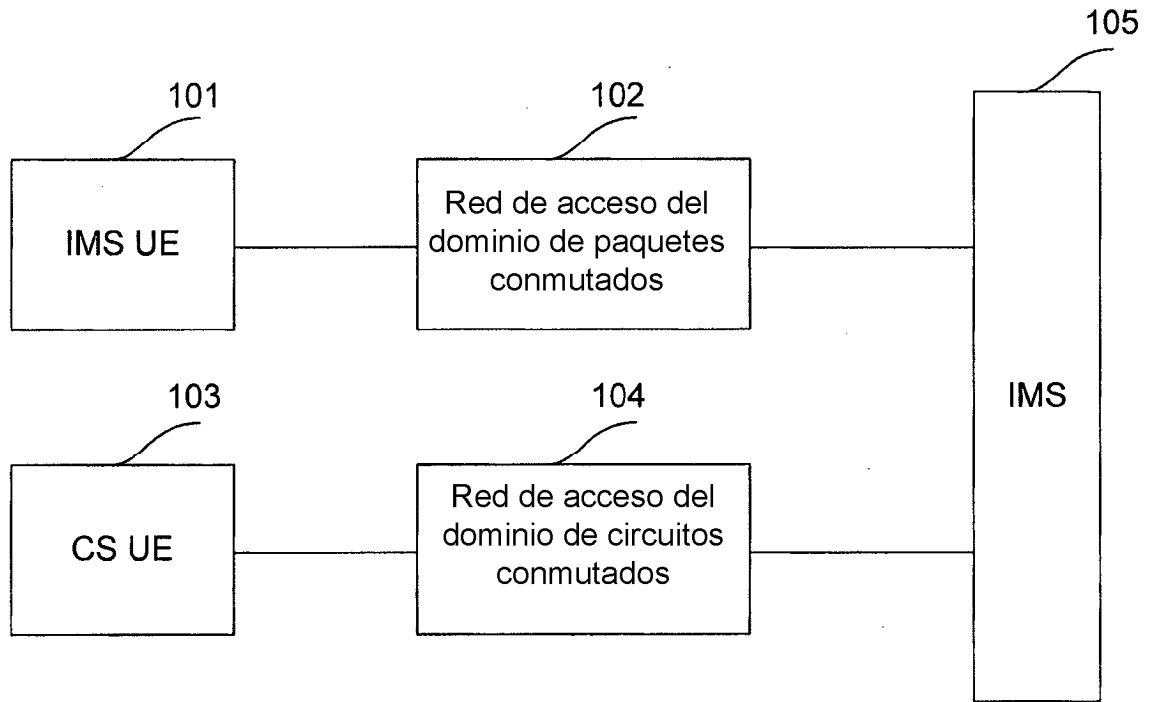 105
101
102
IMS UE
Red de acceso del
dominio de paquetes
conmutados
IMS
103
104
CS UE
Red de acceso del
dominio de circuitos
conmutados